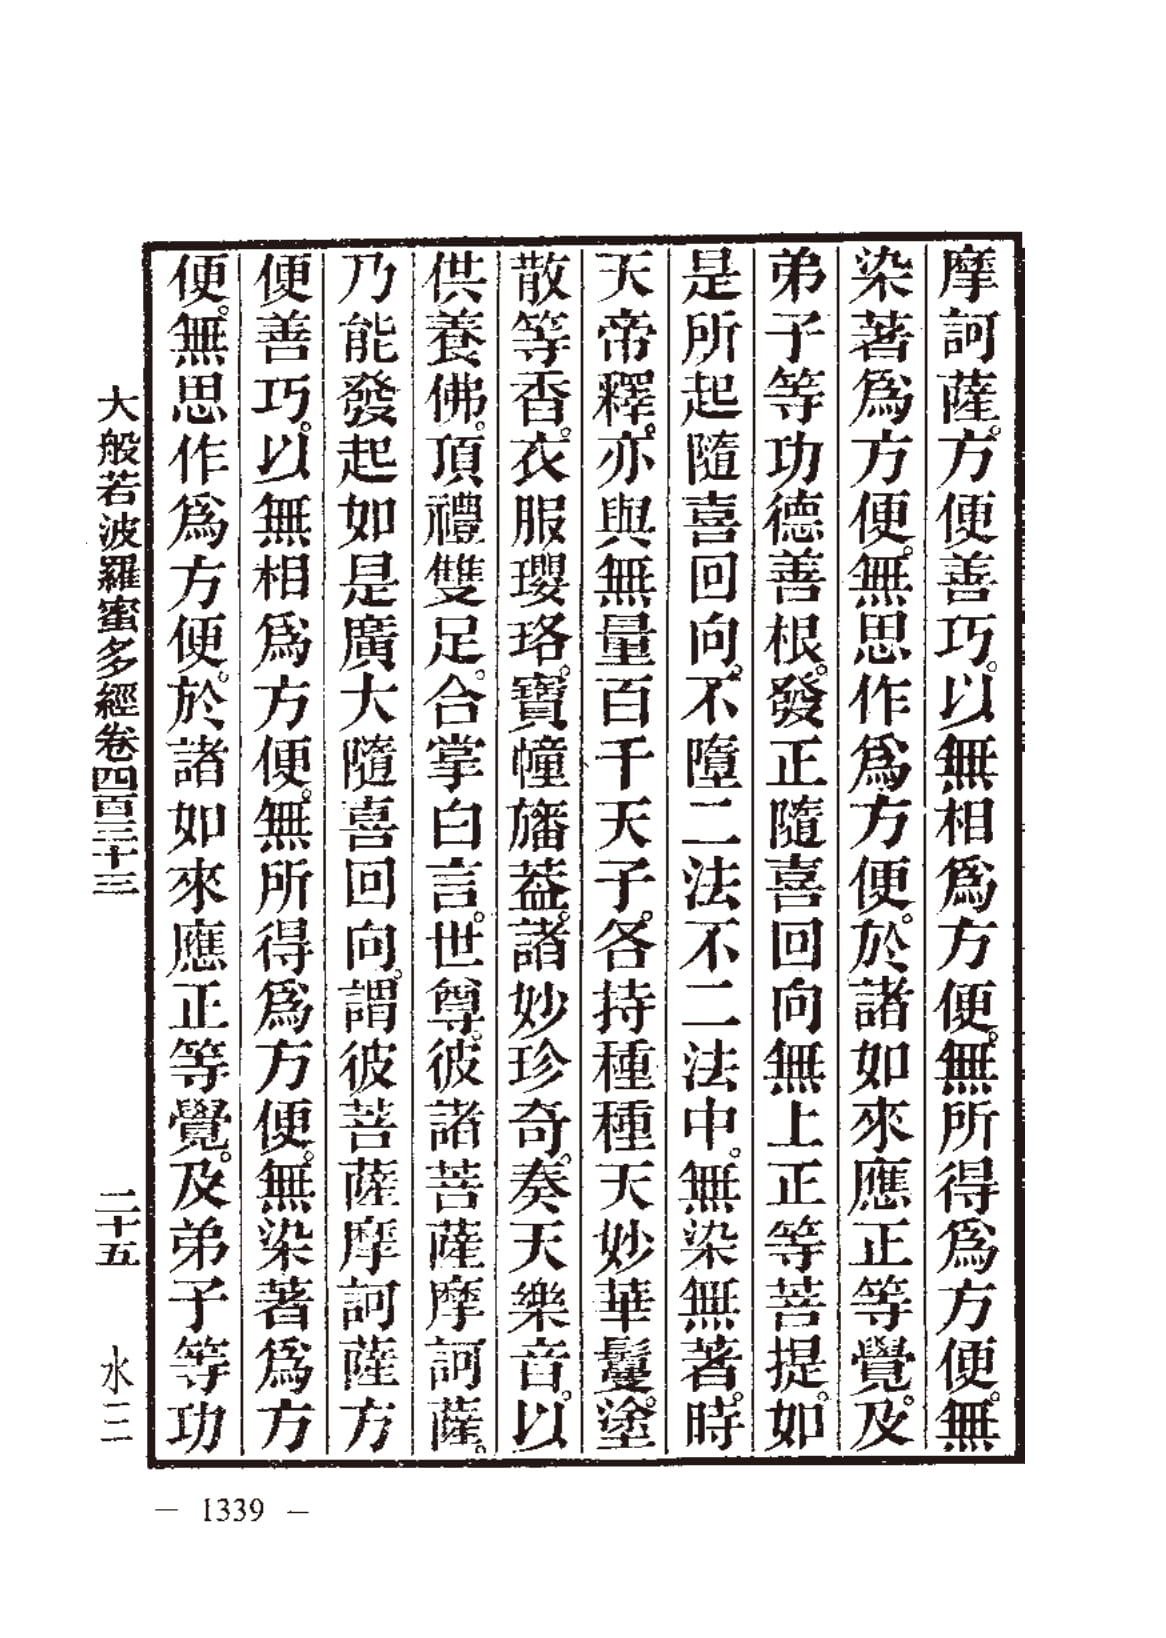 摩訶薩。方便善巧。以無相爲方便。無所得爲方便。無
染著爲方便。無思作爲方便。於諸如來應正等覺。及
弟子等功德善根。發正隨喜回向無上正等菩提。如
是所起隨喜回向。不墮二法不二法中。無染無著。時
天帝釋。亦與無量百千天子。各持種種天妙華鬘。塗
散等香。衣服瓔珞。寶幢旛葢。諸妙珍奇。奏天樂音。以
供養佛。頂禮雙足。合掌白言。世尊。彼諸菩薩摩訶薩。
乃能發起如是廣大隨喜回向。謂彼菩薩摩訶薩方
便善巧。以無相爲方便。無所得爲方便。無染著爲方
便。無思作爲方便。於諸如來應正等覺。及弟子等功
大般若波羅蜜多經卷四百三十三 二十五 水三
— 1339 —